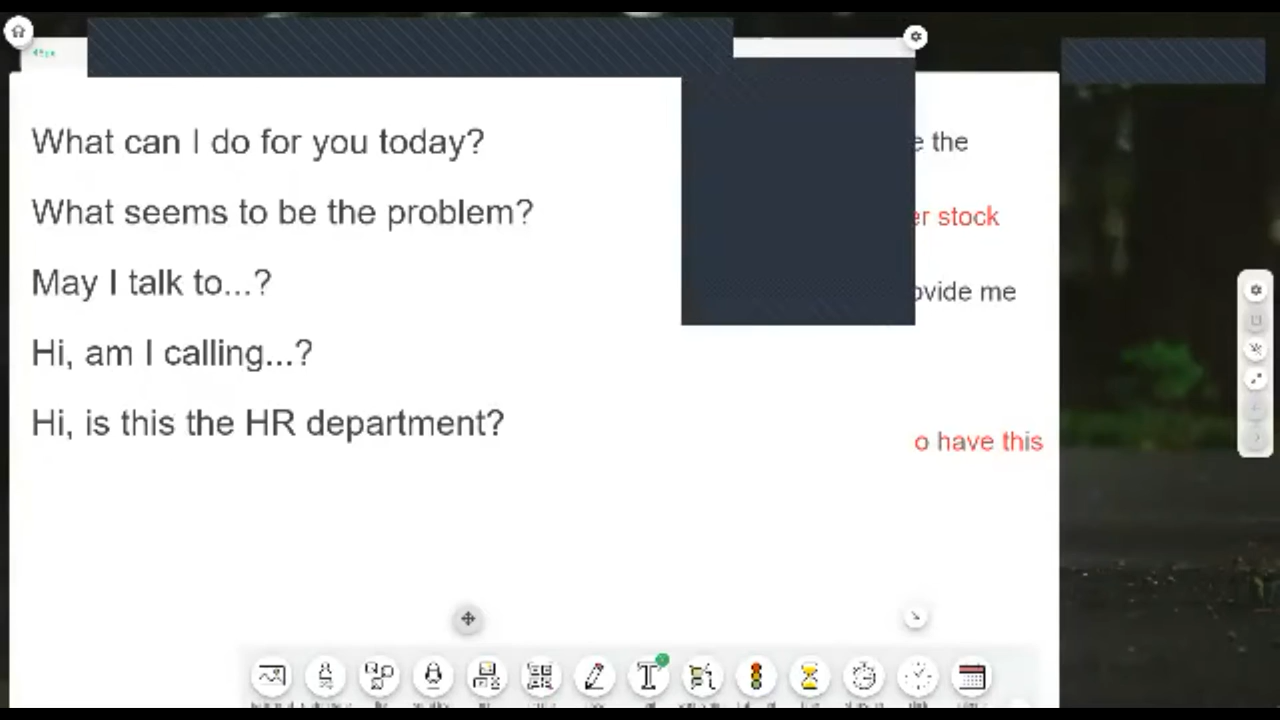 What can I do for you today?
What seems to be the problem?
May I talk to...?
Hi, am I calling...?
Hi, is this the HR department?
e the
er stock
ovide me
o have this